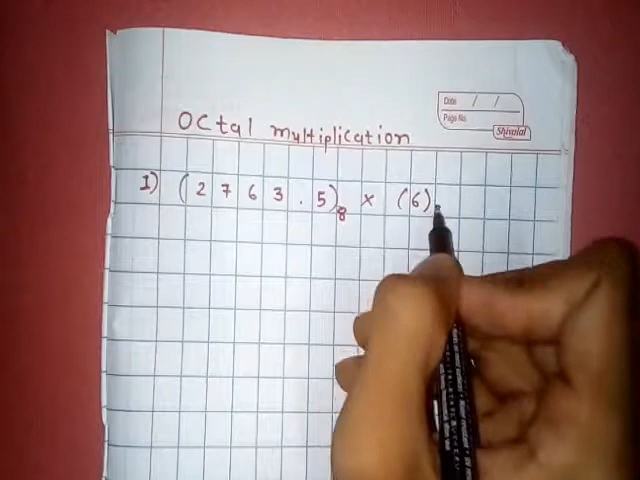 Date / /
Page No.
Shivalal
Octal multiplication
1) (2763.5)8 × (6)